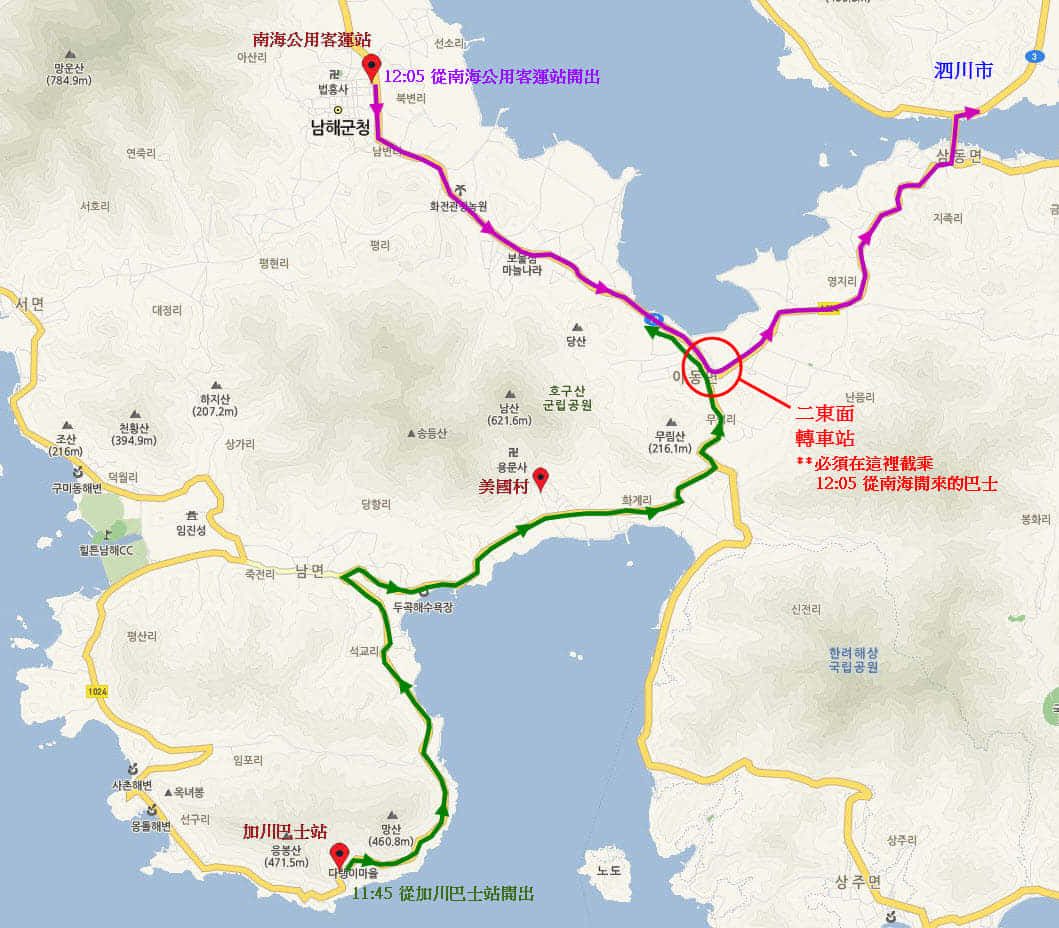 南海公用客運站
선소리
아산리
망운산
(784.9m)
법흥사
12:05 從南海公用客運站開出
북변리
泗川市
3
남해군청
남변리
연죽리
삼동면
서호리
화전관광농원
지족리
평리
보물섬
마늘나라
평현리
영지리
서면
대정리
당산
이동면
호구산
군립공원
하지산
(207.2m)
남산
(621.6m)
난음리
二東面
轉車站
**必須在這裡截乘
12:05 從南海開來的巴士
천황산
(394.9m)
조산
(216m)
송등산
무림산
(216.1m)
무림리
상가리
용문사
美國村
덕월리
구미동해변
당항리
화계리
임진성
봉화리
힐튼남해CC
죽전리
남면
두곡해수욕장
신전리
평산리
석교리
한려해상
국립공원
1024
임포리
사촌해변
옥녀봉
몽돌해변
선구리
加川巴士站
망산
(460.8m)
응봉산
(471.5m)
상주리
다랭이마을
노도
상주면
11:45 從加川巴士站開出